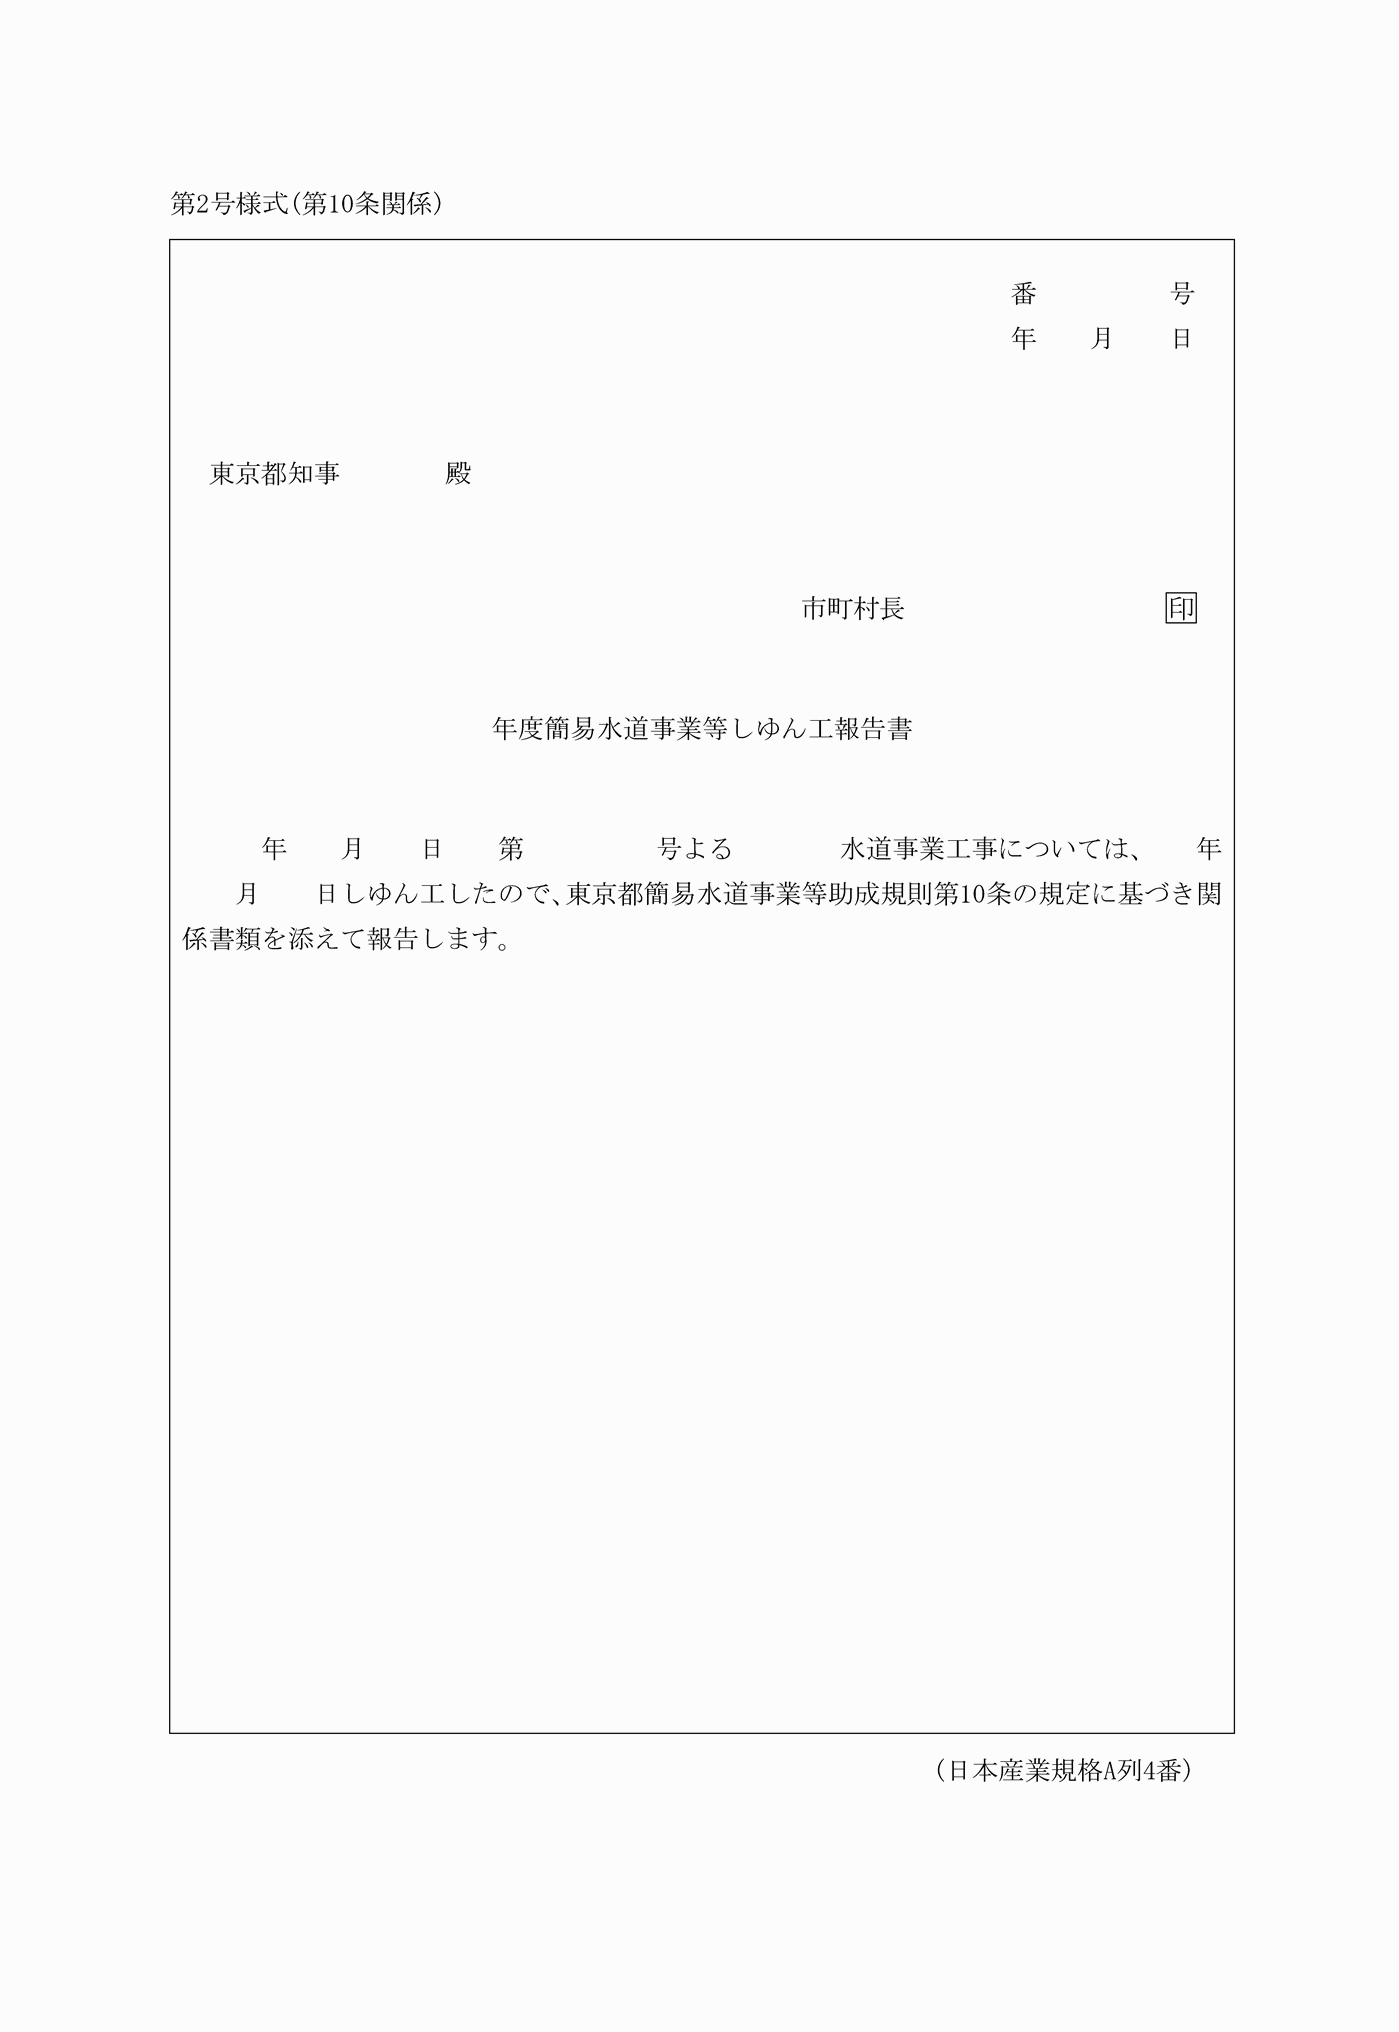 第2号様式(第10条関係)
番　　　　　号
年　　月　　日
東京都知事　　　　殿
市町村長　　　　　　　　　　印
年度簡易水道事業等しゆん工報告書
年　　月　　日　　第　　　　　号よる　　　　水道事業工事については、　　年
月　　日しゆん工したので、東京都簡易水道事業等助成規則第10条の規定に基づき関
係書類を添えて報告します。
(日本産業規格A列4番)